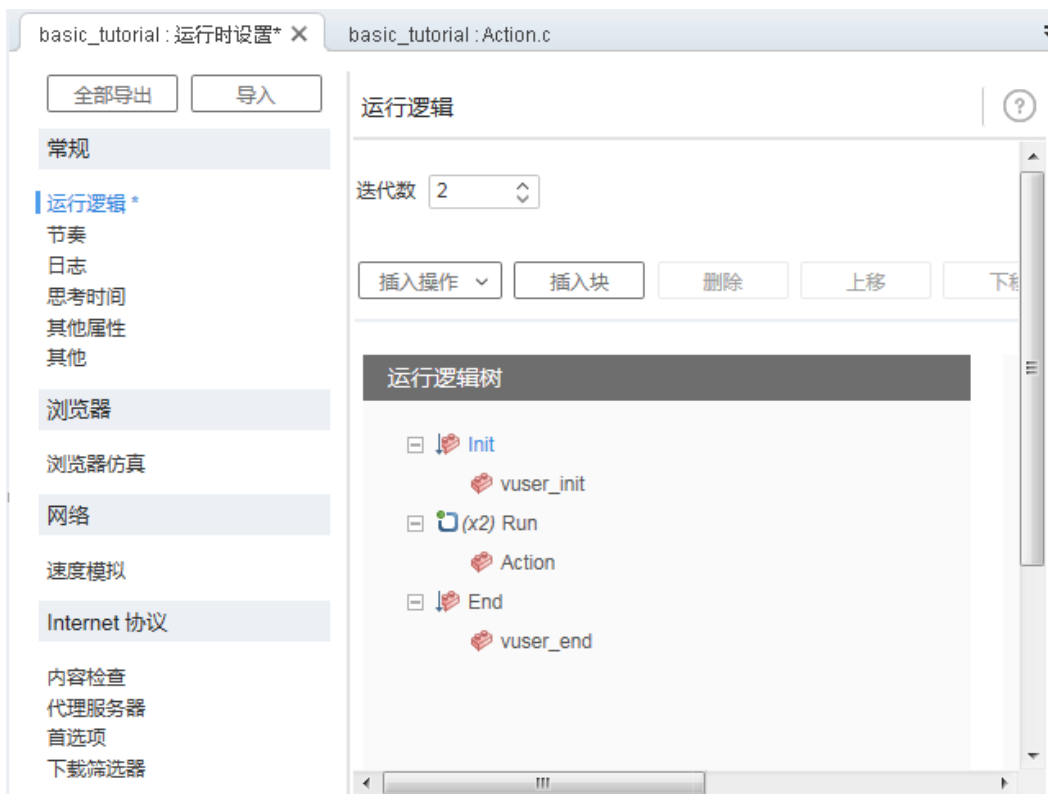 basic_tutorial : 运行时设置* ×
basic_tutorial : Action.c
全部导出
导入
常规
运行逻辑 *
节奏
日志
思考时间
其他属性
其他
浏览器
浏览器仿真
网络
速度模拟
Internet 协议
内容检查
代理服务器
首选项
下载筛选器
运行逻辑
?
迭代数 2
插入操作
插入块
删除
上移
下移
运行逻辑树
Init
vuser_init
(x2) Run
Action
End
vuser_end